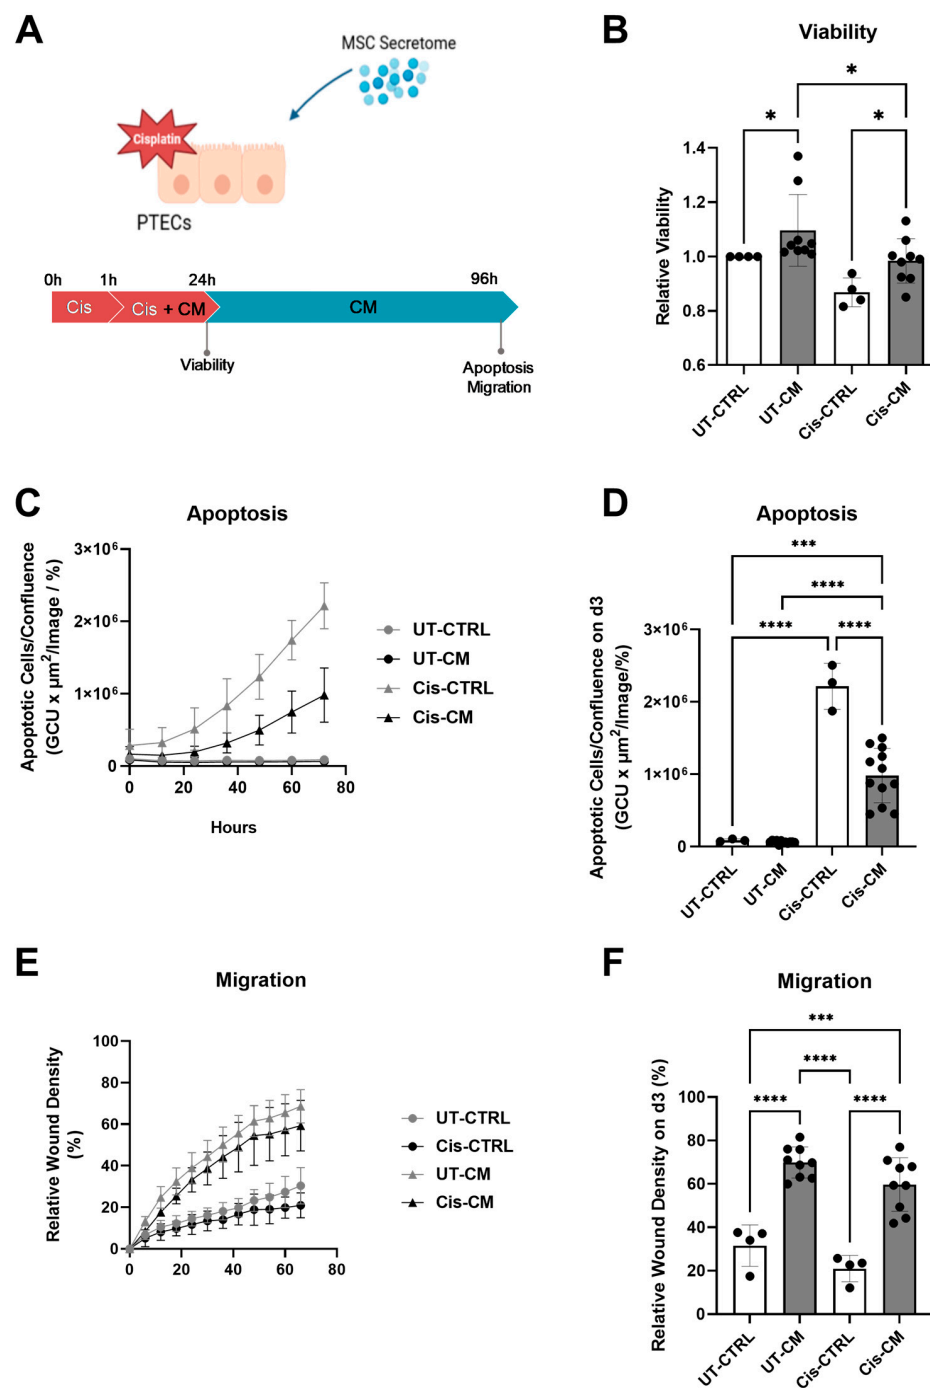 A
MSC Secretome
Cisplatin
PTECs
0h 1h 24h 96h
Cis Cis + CM CM
Viability
Apoptosis
Migration
B
Viability
*
* *
Relative Viability
1.4
1.2
1.0
0.8
0.6
UT-CTRL
UT-CM
Cis-CTRL
Cis-CM
C
Apoptosis
Apoptotic Cells/Confluence
(GCU x µm²/Image / %)
3×10⁶
2×10⁶
1×10⁶
0
0 20 40 60 80
Hours
UT-CTRL
UT-CM
Cis-CTRL
Cis-CM
D
Apoptosis
***
****
**** ****
Apoptotic Cells/Confluence on d3
(GCU x µm²/Image/%)
3×10⁶
2×10⁶
1×10⁶
0
UT-CTRL
UT-CM
Cis-CTRL
Cis-CM
E
Migration
Relative Wound Density
(%)
100
80
60
40
20
0
0 20 40 60 80
UT-CTRL
Cis-CTRL
UT-CM
Cis-CM
F
Migration
***
****
**** ****
Relative Wound Density on d3 (%)
100
80
60
40
20
0
UT-CTRL
UT-CM
Cis-CTRL
Cis-CM